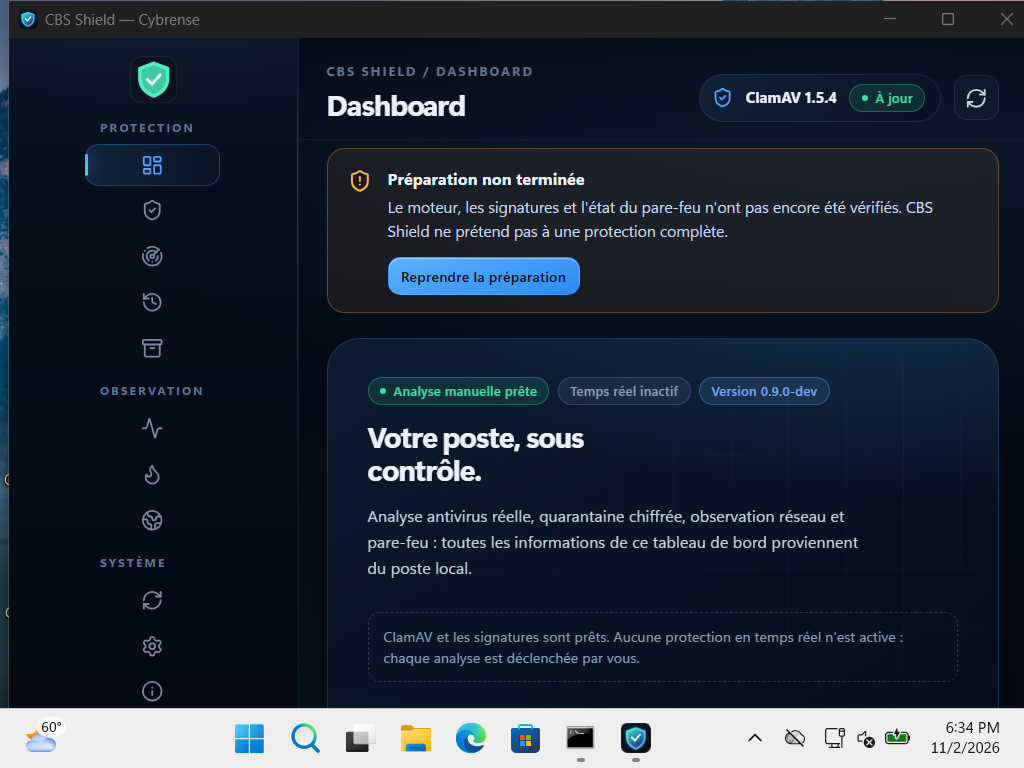 CBS Shield — Cybrense
PROTECTION
OBSERVATION
SYSTÈME
CBS SHIELD / DASHBOARD
Dashboard
ClamAV 1.5.4
À jour
Préparation non terminée
Le moteur, les signatures et l'état du pare-feu n'ont pas encore été vérifiés. CBS
Shield ne prétend pas à une protection complète.
Reprendre la préparation
Analyse manuelle prête
Temps réel inactif
Version 0.9.0-dev
Votre poste, sous
contrôle.
Analyse antivirus réelle, quarantaine chiffrée, observation réseau et
pare-feu : toutes les informations de ce tableau de bord proviennent
du poste local.
ClamAV et les signatures sont prêts. Aucune protection en temps réel n'est active :
chaque analyse est déclenchée par vous.
60°
6:34 PM
11/2/2026